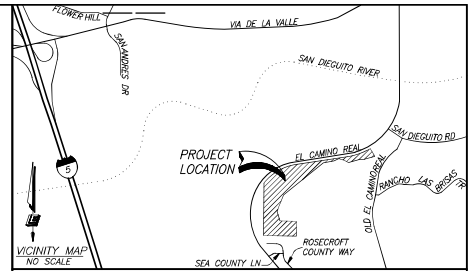 FLOWER HILL
VIA DE LA VALLE
SAN ANDRES DR
SAN DIEGUITO RIVER
SAN DIEGUITO RD
EL CAMINO REAL
PROJECT
LOCATION
5
OLD EL CAMINO REAL
RANCHO LAS BRISAS TR
ROSECROFT
COUNTY WAY
SEA COUNTY LN
VICINITY MAP
NO SCALE